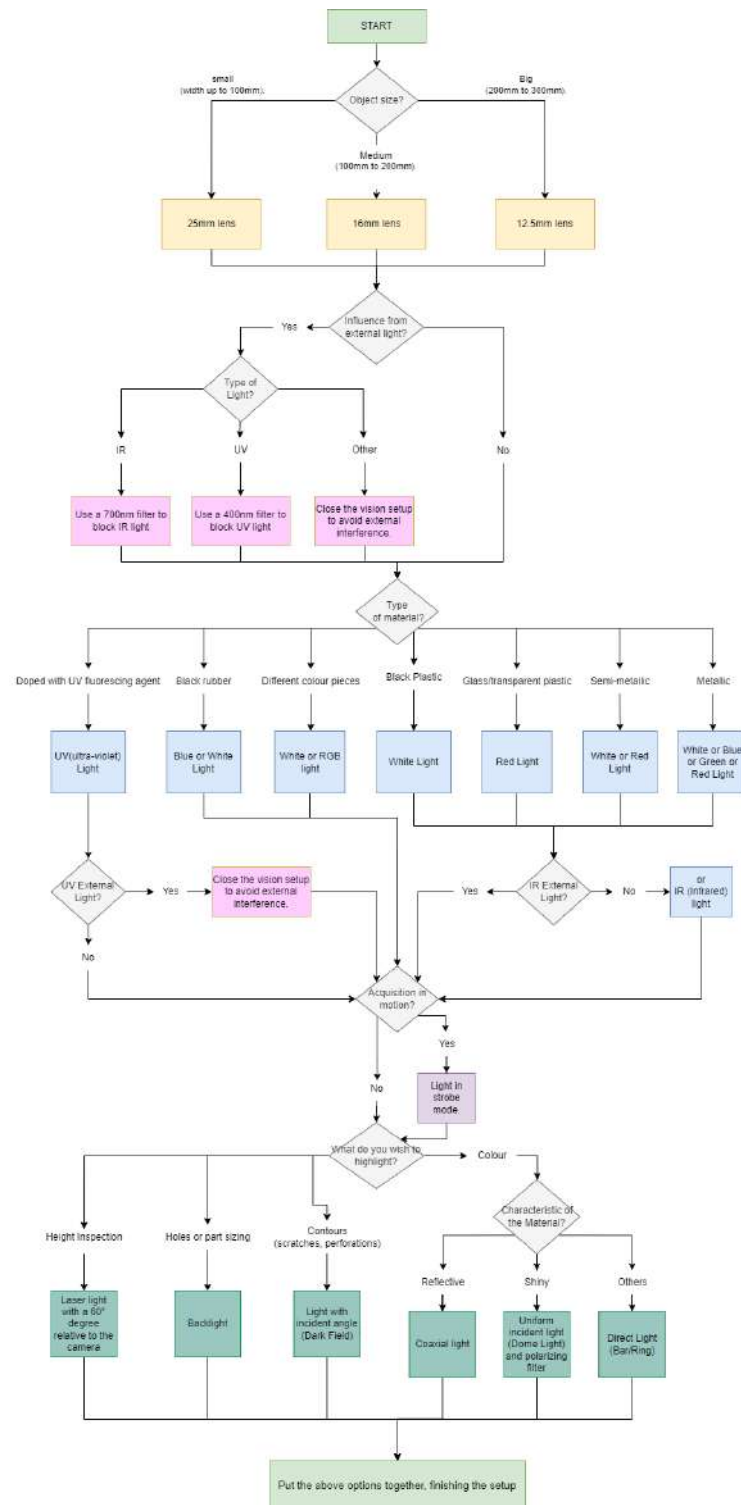 START
small
(width up to 100mm).
Big
(200mm to 300mm).
Object size?
Medium
(100mm to 200mm)
25mm lens
16mm lens
12.5mm lens
Influence from
external light?
Yes
Type of
Light?
IR
UV
Other
No
Use a 700nm filter to
block IR light
Use a 400nm filter to
block UV light
Close the vision setup
to avoid external
interference.
Type
of material?
Doped with UV fluorescing agent
Black rubber
Different colour pieces
Black Plastic
Glass/transparent plastic
Semi-metallic
Metallic
UV(ultra-violet)
Light
Blue or White
Light
White or RGB
light
White Light
Red Light
White or Red
Light
White or Blue
or Green or
Red Light
UV External
Light?
Yes
Close the vision setup
to avoid external
interference.
Yes
IR External
Light?
No
or
IR (Infrared)
light
No
Acquisition in
motion?
Yes
No
Light in
strobe
mode.
What do you wish to
highlight?
Colour
Height Inspection
Holes or part sizing
Contours
(scratches, perforations)
Characteristic of
the Material?
Reflective
Shiny
Others
Laser light
with a 60°
degree
relative to the
camera
Backlight
Light with
incident angle
(Dark Field)
Coaxial light
Uniform
incident light
(Dome Light)
and polarizing
filter
Direct Light
(Bar/Ring)
Put the above options together, finishing the setup